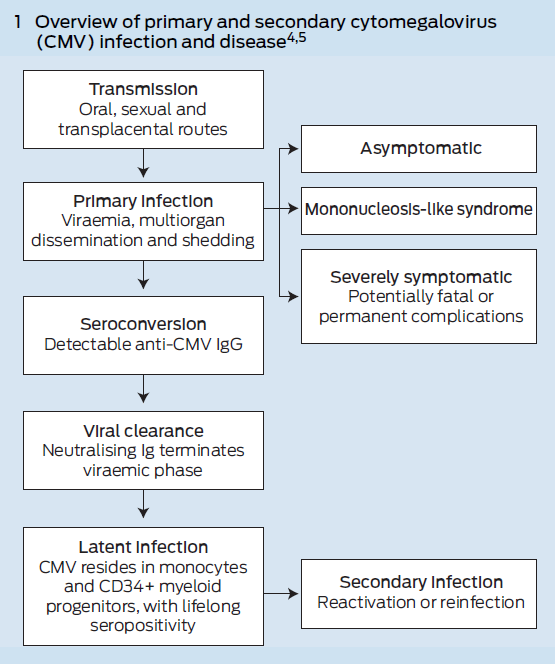 1 Overview of primary and secondary cytomegalovirus
(CMV) infection and disease4,5
Transmission
Oral, sexual and
transplacental routes
Primary infection
Viraemia, multiorgan
dissemination and shedding
Asymptomatic
Mononucleosis-like syndrome
Severely symptomatic
Potentially fatal or
permanent complications
Seroconversion
Detectable anti-CMV IgG
Viral clearance
Neutralising Ig terminates
viraemic phase
Latent infection
CMV resides in monocytes
and CD34+ myeloid
progenitors, with lifelong
seropositivity
Secondary infection
Reactivation or reinfection